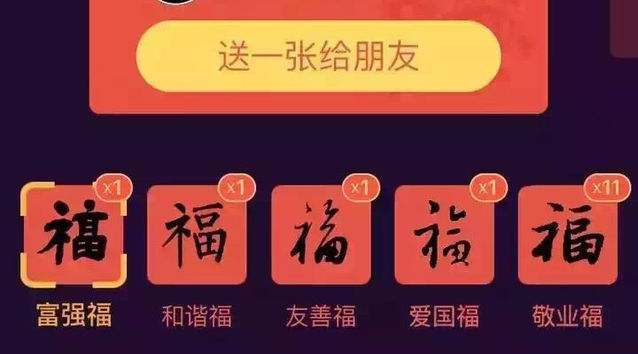 送一张给朋友
x1 x1 x1 x1 x11
福 福 福 福 福
富强福 和谐福 友善福 爱国福 敬业福